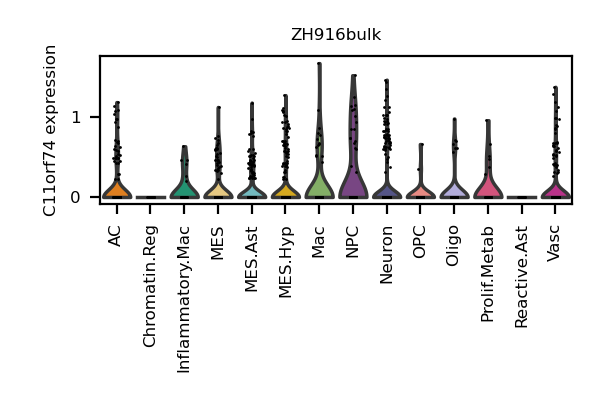 ZH916bulk
C11orf74 expression
1
0
AC
Chromatin.Reg
Inflammatory.Mac
MES
MES.Ast
MES.Hyp
Mac
NPC
Neuron
OPC
Oligo
Prolif.Metab
Reactive.Ast
Vasc